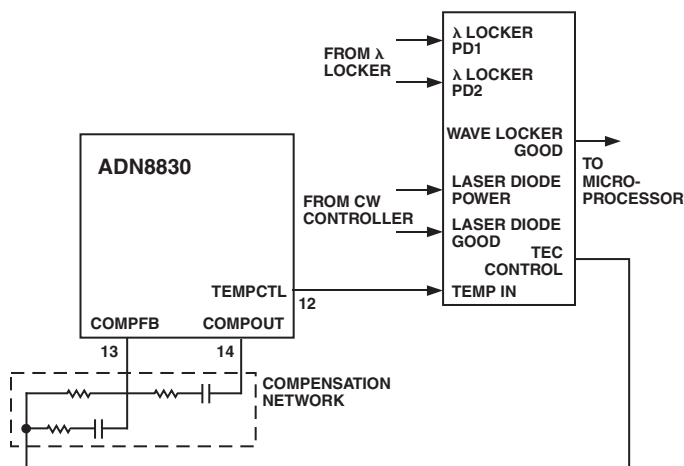 FROM λ
LOCKER
λ LOCKER
PD1
λ LOCKER
PD2
WAVE LOCKER
GOOD
TO
MICRO-
PROCESSOR
ADN8830
FROM CW
CONTROLLER
LASER DIODE
POWER
LASER DIODE
GOOD
TEC
CONTROL
TEMPCTL
12
TEMP IN
COMPFB
COMPOUT
13
14
COMPENSATION
NETWORK